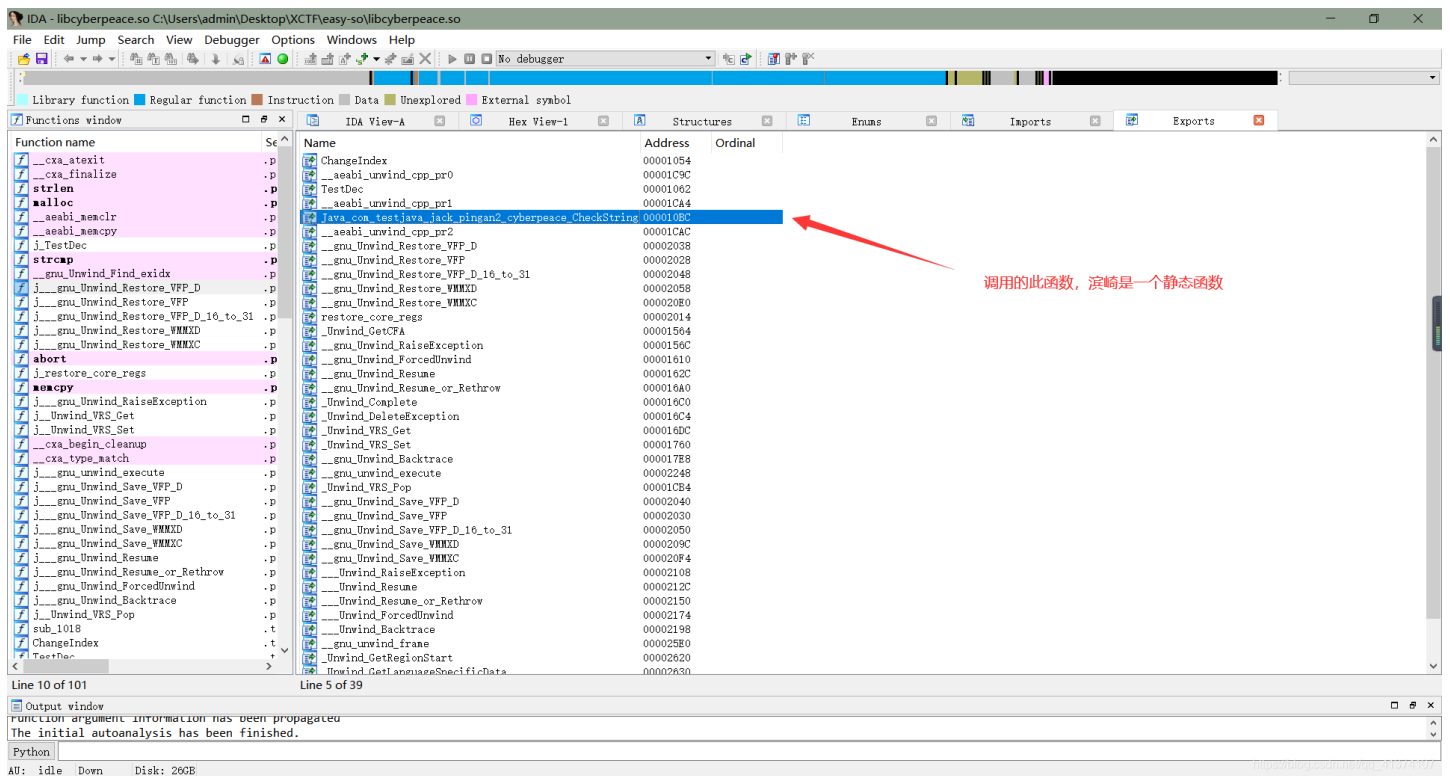 IDA - libcyberpeace.so C:\Users\admin\Desktop\XCTF\easy-so\libcyberpeace.so
File Edit Jump Search View Debugger Options Windows Help
No debugger
Library function Regular function Instruction Data Unexplored External symbol
Functions window
IDA View-A Hex View-1 Structures Enums Imports Exports
Function name Se
__cxa_atexit .p
__cxa_finalize .p
strlen .p
malloc .p
__aeabi_memclr .p
__aeabi_memcpy .p
j_TestDec .p
strcmp .p
__gnu_Unwind_Find_exidx .p
j___gnu_Unwind_Restore_VFP_D .p
j___gnu_Unwind_Restore_VFP .p
j___gnu_Unwind_Restore_VFP_D_16_to_31 .p
j___gnu_Unwind_Restore_WMMXD .p
j___gnu_Unwind_Restore_WMMXC .p
abort .p
j_restore_core_regs .p
memcpy .p
j___gnu_Unwind_RaiseException .p
j__Unwind_VRS_Get .p
j__Unwind_VRS_Set .p
__cxa_begin_cleanup .p
__cxa_type_match .p
j___gnu_unwind_execute .p
j___gnu_Unwind_Save_VFP_D .p
j___gnu_Unwind_Save_VFP .p
j___gnu_Unwind_Save_VFP_D_16_to_31 .p
j___gnu_Unwind_Save_WMMXD .p
j___gnu_Unwind_Save_WMMXC .p
j___gnu_Unwind_Resume .p
j___gnu_Unwind_Resume_or_Rethrow .p
j___gnu_Unwind_ForcedUnwind .p
j___gnu_Unwind_Backtrace .p
j__Unwind_VRS_Pop .p
sub_1018 .t
ChangeIndex .t
TestDec
Line 10 of 101
Name Address Ordinal
ChangeIndex 00001054
__aeabi_unwind_cpp_pr0 00001C9C
TestDec 00001062
__aeabi_unwind_cpp_pr1 00001CA4
Java_com_testjava_jack_pingan2_cyberpeace_CheckString 000010BC
__aeabi_unwind_cpp_pr2 00001CAC
__gnu_Unwind_Restore_VFP_D 00002038
__gnu_Unwind_Restore_VFP 00002028
__gnu_Unwind_Restore_VFP_D_16_to_31 00002048
__gnu_Unwind_Restore_WMMXD 00002058
__gnu_Unwind_Restore_WMMXC 000020E0
restore_core_regs 00002014
_Unwind_GetCFA 00001564
__gnu_Unwind_RaiseException 0000156C
__gnu_Unwind_ForcedUnwind 00001610
__gnu_Unwind_Resume 0000162C
__gnu_Unwind_Resume_or_Rethrow 000016A0
_Unwind_Complete 000016C0
_Unwind_DeleteException 000016C4
_Unwind_VRS_Get 000016DC
_Unwind_VRS_Set 00001760
__gnu_Unwind_Backtrace 000017E8
__gnu_unwind_execute 00002248
_Unwind_VRS_Pop 00001CB4
__gnu_Unwind_Save_VFP_D 00002040
__gnu_Unwind_Save_VFP 00002030
__gnu_Unwind_Save_VFP_D_16_to_31 00002050
__gnu_Unwind_Save_WMMXD 0000209C
__gnu_Unwind_Save_WMMXC 000020F4
___Unwind_RaiseException 00002108
___Unwind_Resume 0000212C
___Unwind_Resume_or_Rethrow 00002150
___Unwind_ForcedUnwind 00002174
___Unwind_Backtrace 00002198
__gnu_unwind_frame 000025E0
_Unwind_GetRegionStart 00002620
_Unwind_GetLanguageSpecificData 00002630
Line 5 of 39
调用的此函数，滨崎是一个静态函数
Output window
Function argument information has been propagated
The initial autoanalysis has been finished.
Python
AU: idle Down Disk: 26GB